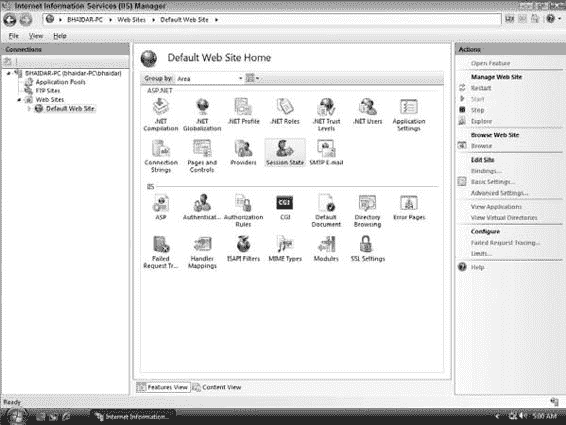 Internet Information Services (IIS) Manager
BHAIDAR-PC
Web Sites
Default Web Site
File View Help
Connections
BHAIDAR-PC (bhaidar-PC\bhaidar)
Application Pools
FTP Sites
Web Sites
Default Web Site
Default Web Site Home
Group by: Area
ASP.NET
.NET Compilation
.NET Globalization
.NET Profile
.NET Roles
.NET Trust Levels
.NET Users
Application Settings
Connection Strings
Pages and Controls
Providers
Session State
SMTP E-mail
IIS
ASP
Authenticat...
Authorization Rules
CGI
Default Document
Directory Browsing
Error Pages
Failed Request Tr...
Handler Mappings
ISAPI Filters
MIME Types
Modules
SSL Settings
Features View
Content View
Actions
Open Feature
Manage Web Site
Restart
Start
Stop
Explore
Browse Web Site
Browse
Edit Site
Bindings...
Basic Settings...
Advanced Settings...
View Applications
View Virtual Directories
Configure
Failed Request Tracing...
Limits...
Help
Ready
Internet Information...
5:00 AM